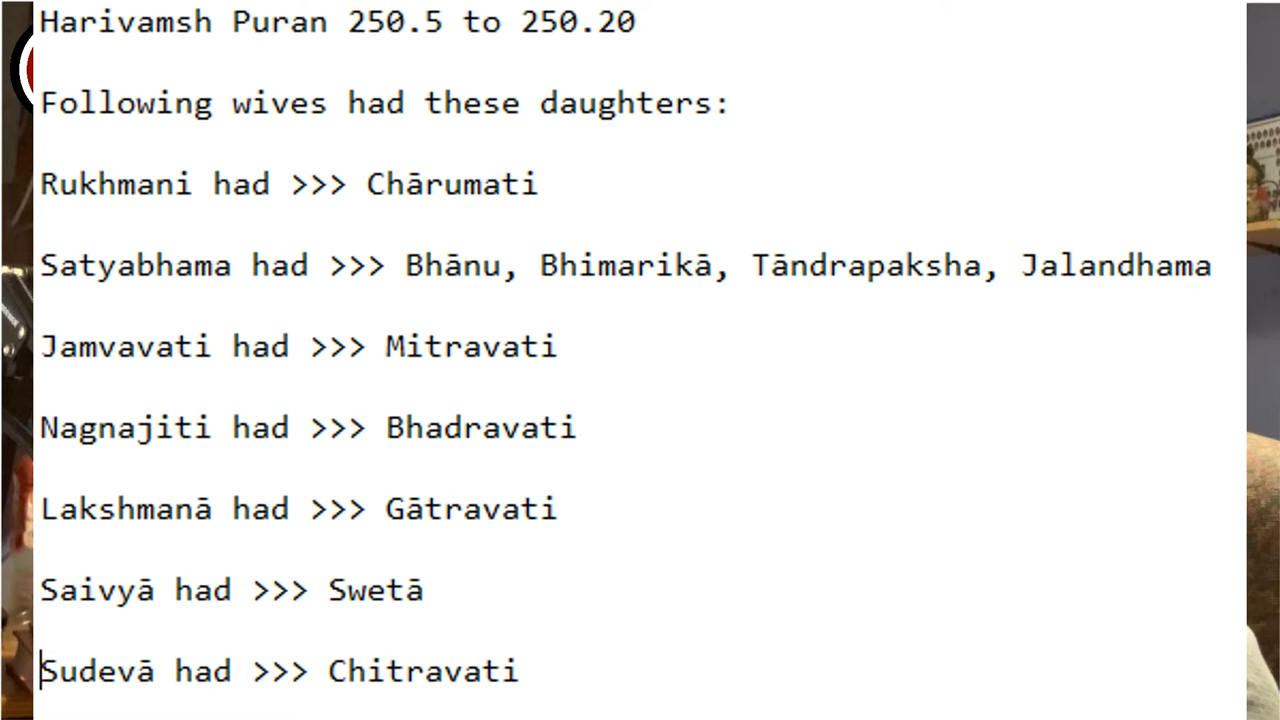 Harivamsh Puran 250.5 to 250.20
Following wives had these daughters:
Rukhmani had >>> Chārumati
Satyabhama had >>> Bhānu, Bhimarikā, Tāndrapaksha, Jalandhama
Jamvavati had >>> Mitravati
Nagnajiti had >>> Bhadravati
Lakshmanā had >>> Gātravati
Saivyā had >>> Swetā
Sudevā had >>> Chitravati